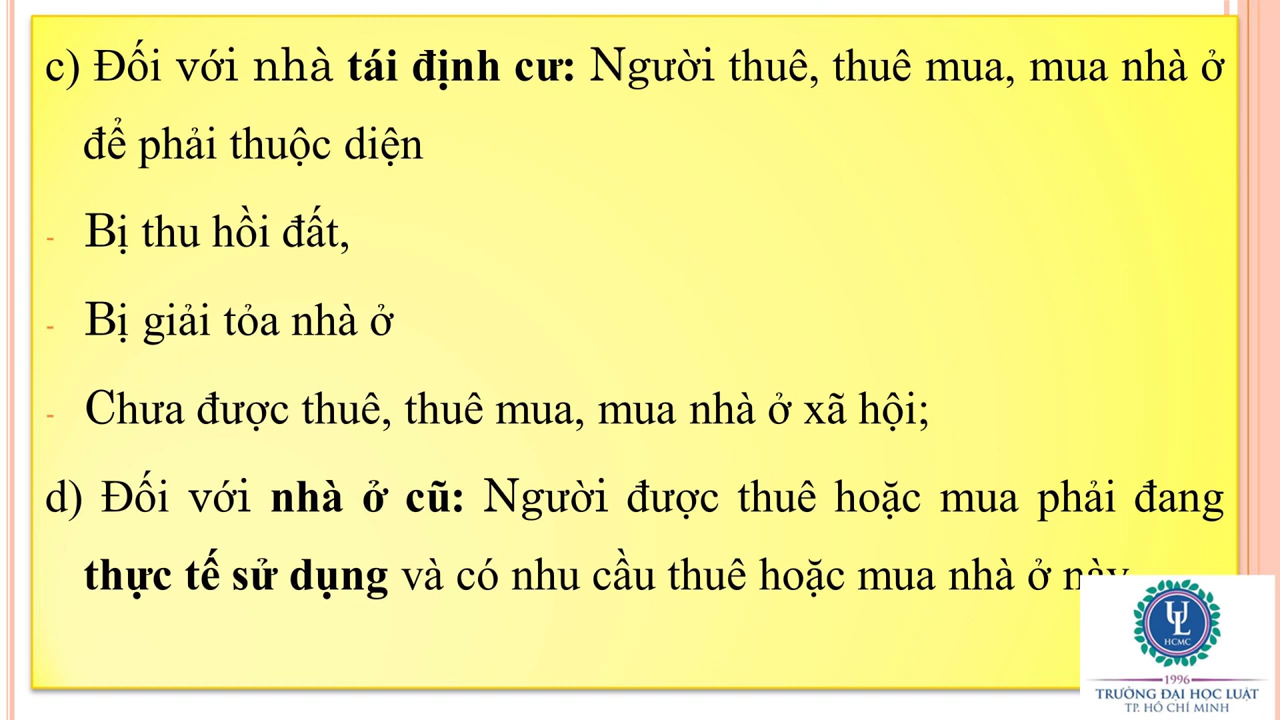 c) Đối với nhà tái định cư: Người thuê, thuê mua, mua nhà ở
để phải thuộc diện
- Bị thu hồi đất,
- Bị giải tỏa nhà ở
- Chưa được thuê, thuê mua, mua nhà ở xã hội;
d) Đối với nhà ở cũ: Người được thuê hoặc mua phải đang
thực tế sử dụng và có nhu cầu thuê hoặc mua nhà ở này
UL
HCMC
1996
TRƯỜNG ĐẠI HỌC LUẬT
TP. HỒ CHÍ MINH